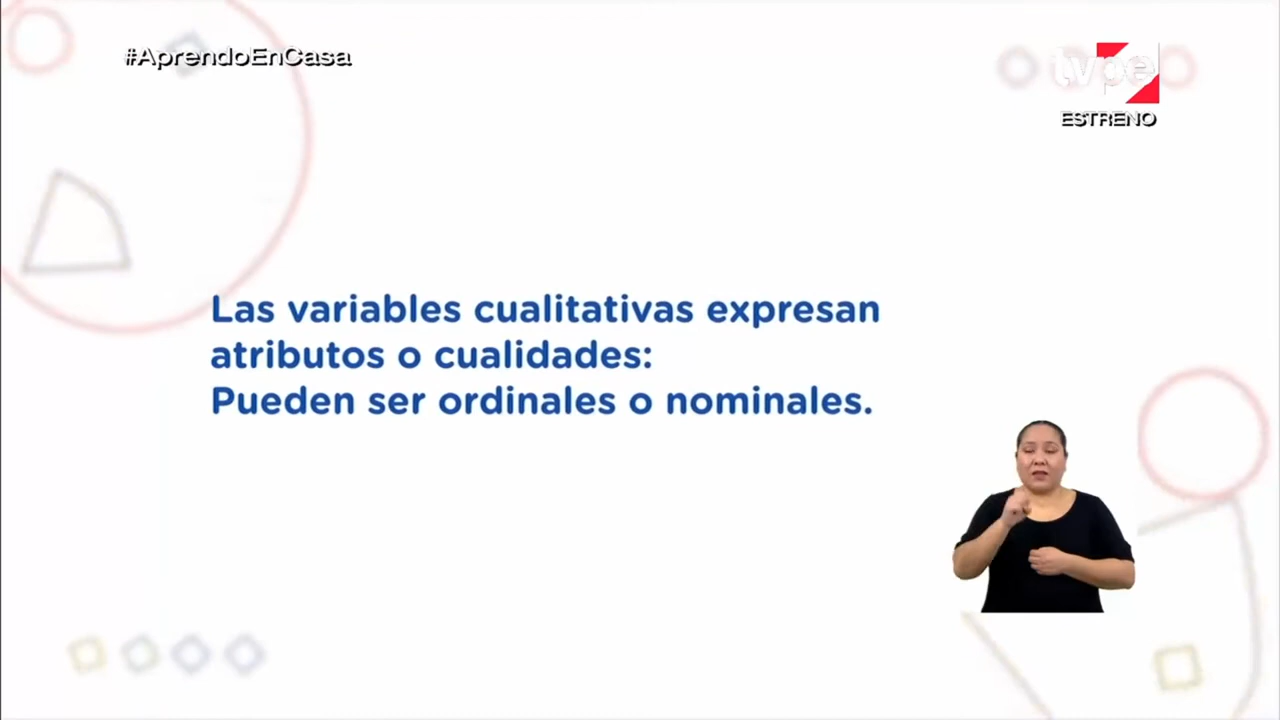 #AprendoEnCasa
tvpe
ESTRENO
Las variables cualitativas expresan
atributos o cualidades:
Pueden ser ordinales o nominales.